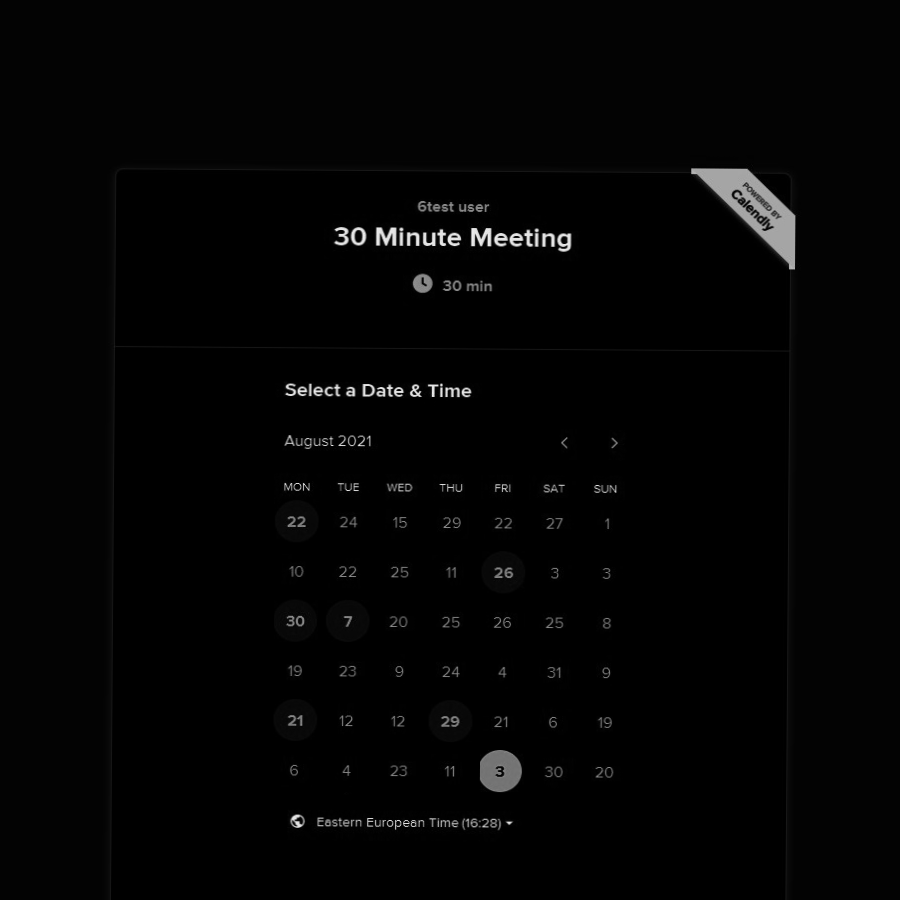 POWERED BY
Calendly
6test user
30 Minute Meeting
30 min
Select a Date & Time
August 2021
MON TUE WED THU FRI SAT SUN
22 24 15 29 22 27 1
10 22 25 11 26 3 3
30 7 20 25 26 25 8
19 23 9 24 4 31 9
21 12 12 29 21 6 19
6 4 23 11 3 30 20
Eastern European Time (16:28)